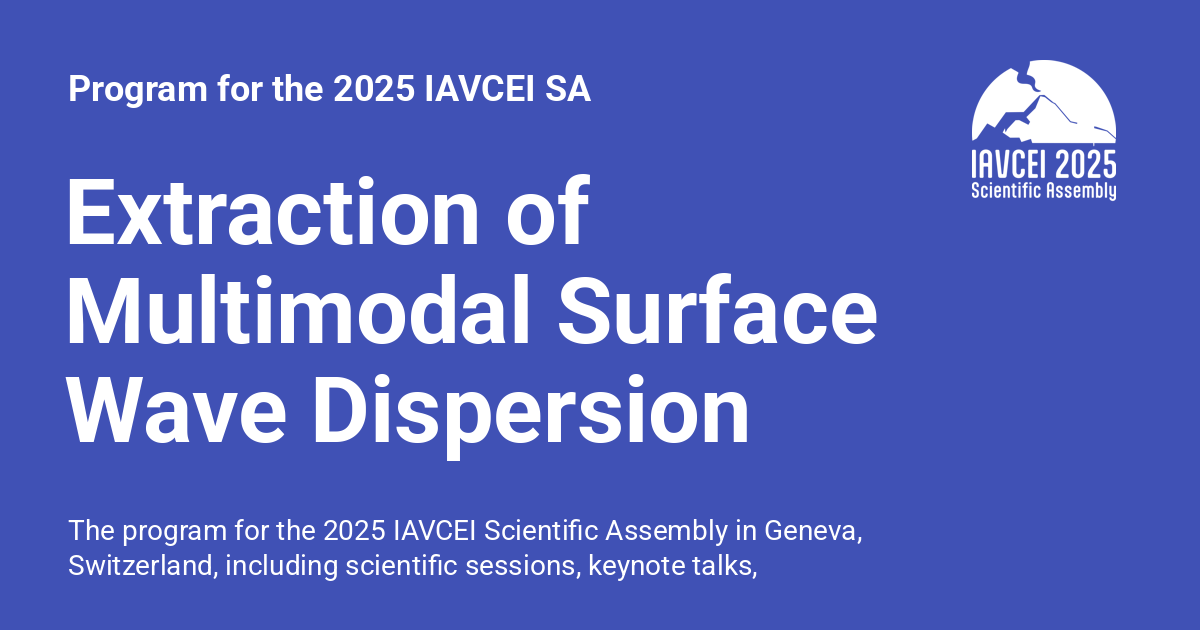 Program for the 2025 IAVCEI SA
IAVCEI 2025
Scientific Assembly
Extraction of
Multimodal Surface
Wave Dispersion
The program for the 2025 IAVCEI Scientific Assembly in Geneva,
Switzerland, including scientific sessions, keynote talks,